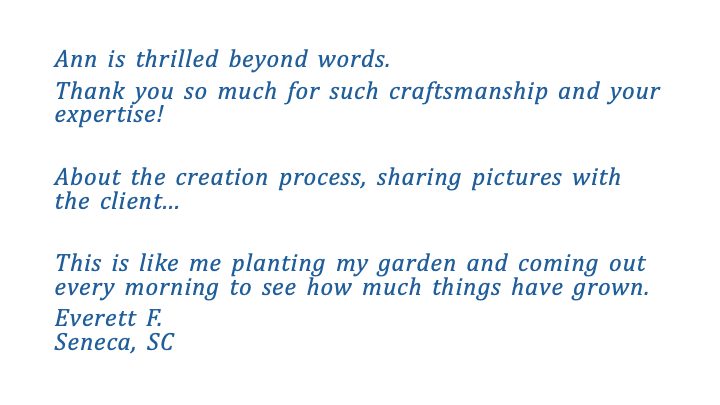 Ann is thrilled beyond words.
Thank you so much for such craftsmanship and your
expertise!
About the creation process, sharing pictures with
the client...
This is like me planting my garden and coming out
every morning to see how much things have grown.
Everett F.
Seneca, SC